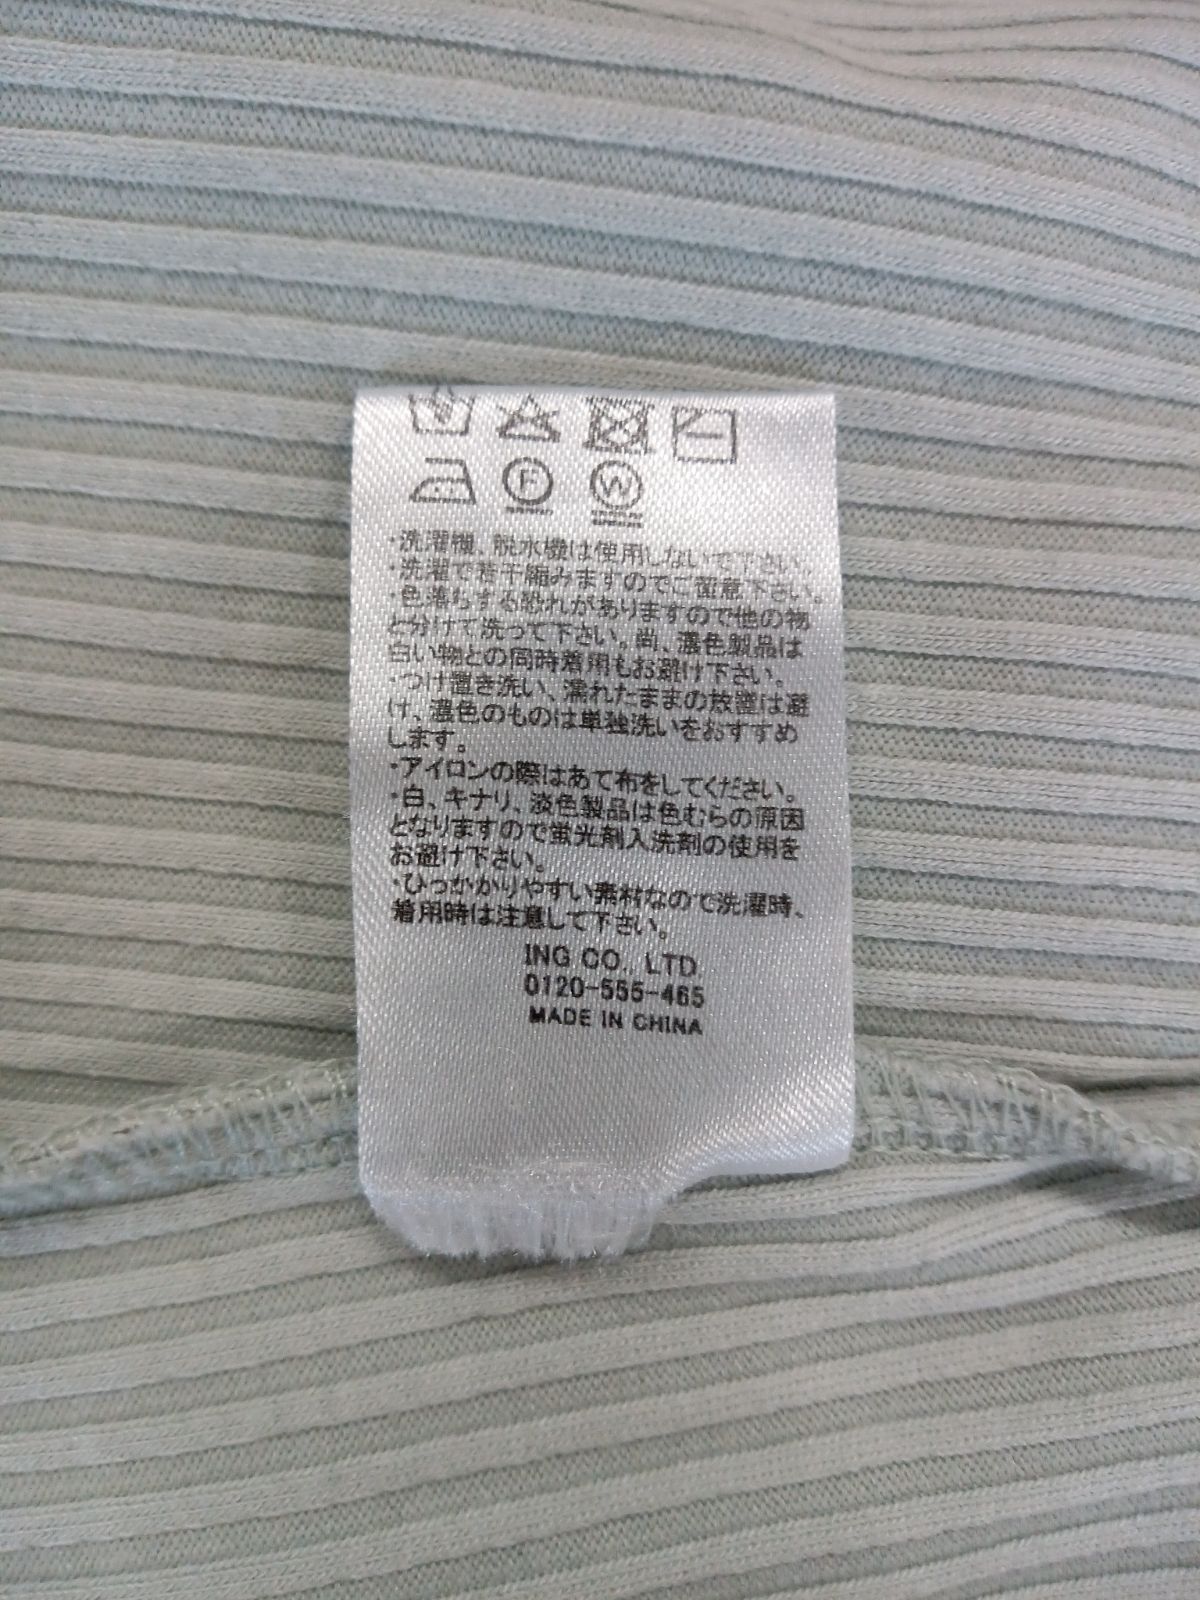 F W
・洗濯機、脱水機は使用しないで下さい。
・洗濯で若干縮みますのでご留意下さい。
・色落ちする恐れがありますので他の物
と分けて洗って下さい。尚、濃色製品は
白い物との同時着用もお避け下さい。
・つけ置き洗い、濡れたままの放置は避
け、濃色のものは単独洗いをおすすめ
します。
・アイロンの際はあて布をしてください。
・白、キナリ、淡色製品は色むらの原因
となりますので蛍光剤入洗剤の使用を
お避け下さい。
・ひっかかりやすい素材なので洗濯時、
着用時は注意して下さい。
ING CO., LTD
0120-555-465
MADE IN CHINA